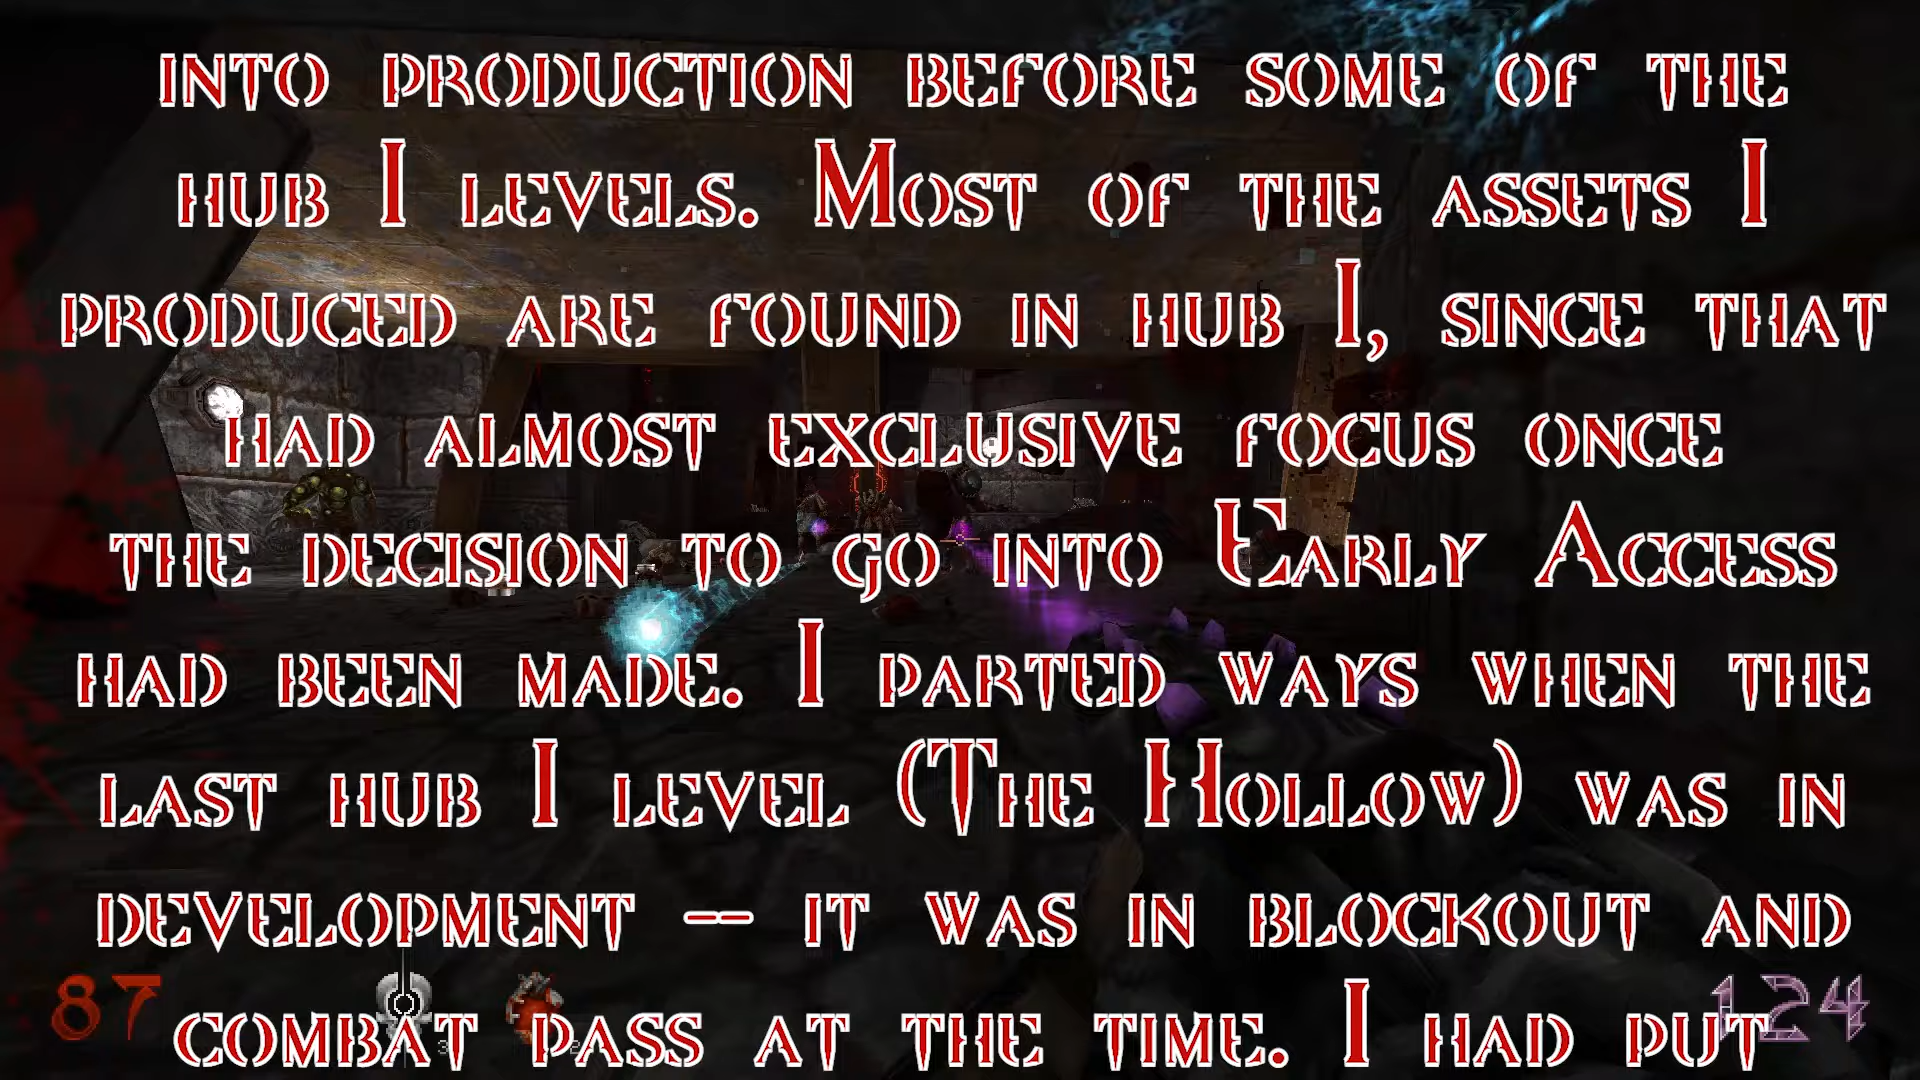 into production before some of the
hub I levels. Most of the assets I
produced are found in hub I, since that
had almost exclusive focus once
the decision to go into Early Access
had been made. I parted ways when the
last hub I level (The Hollow) was in
development -- it was in blockout and
87
124
combat pass at the time. I had put